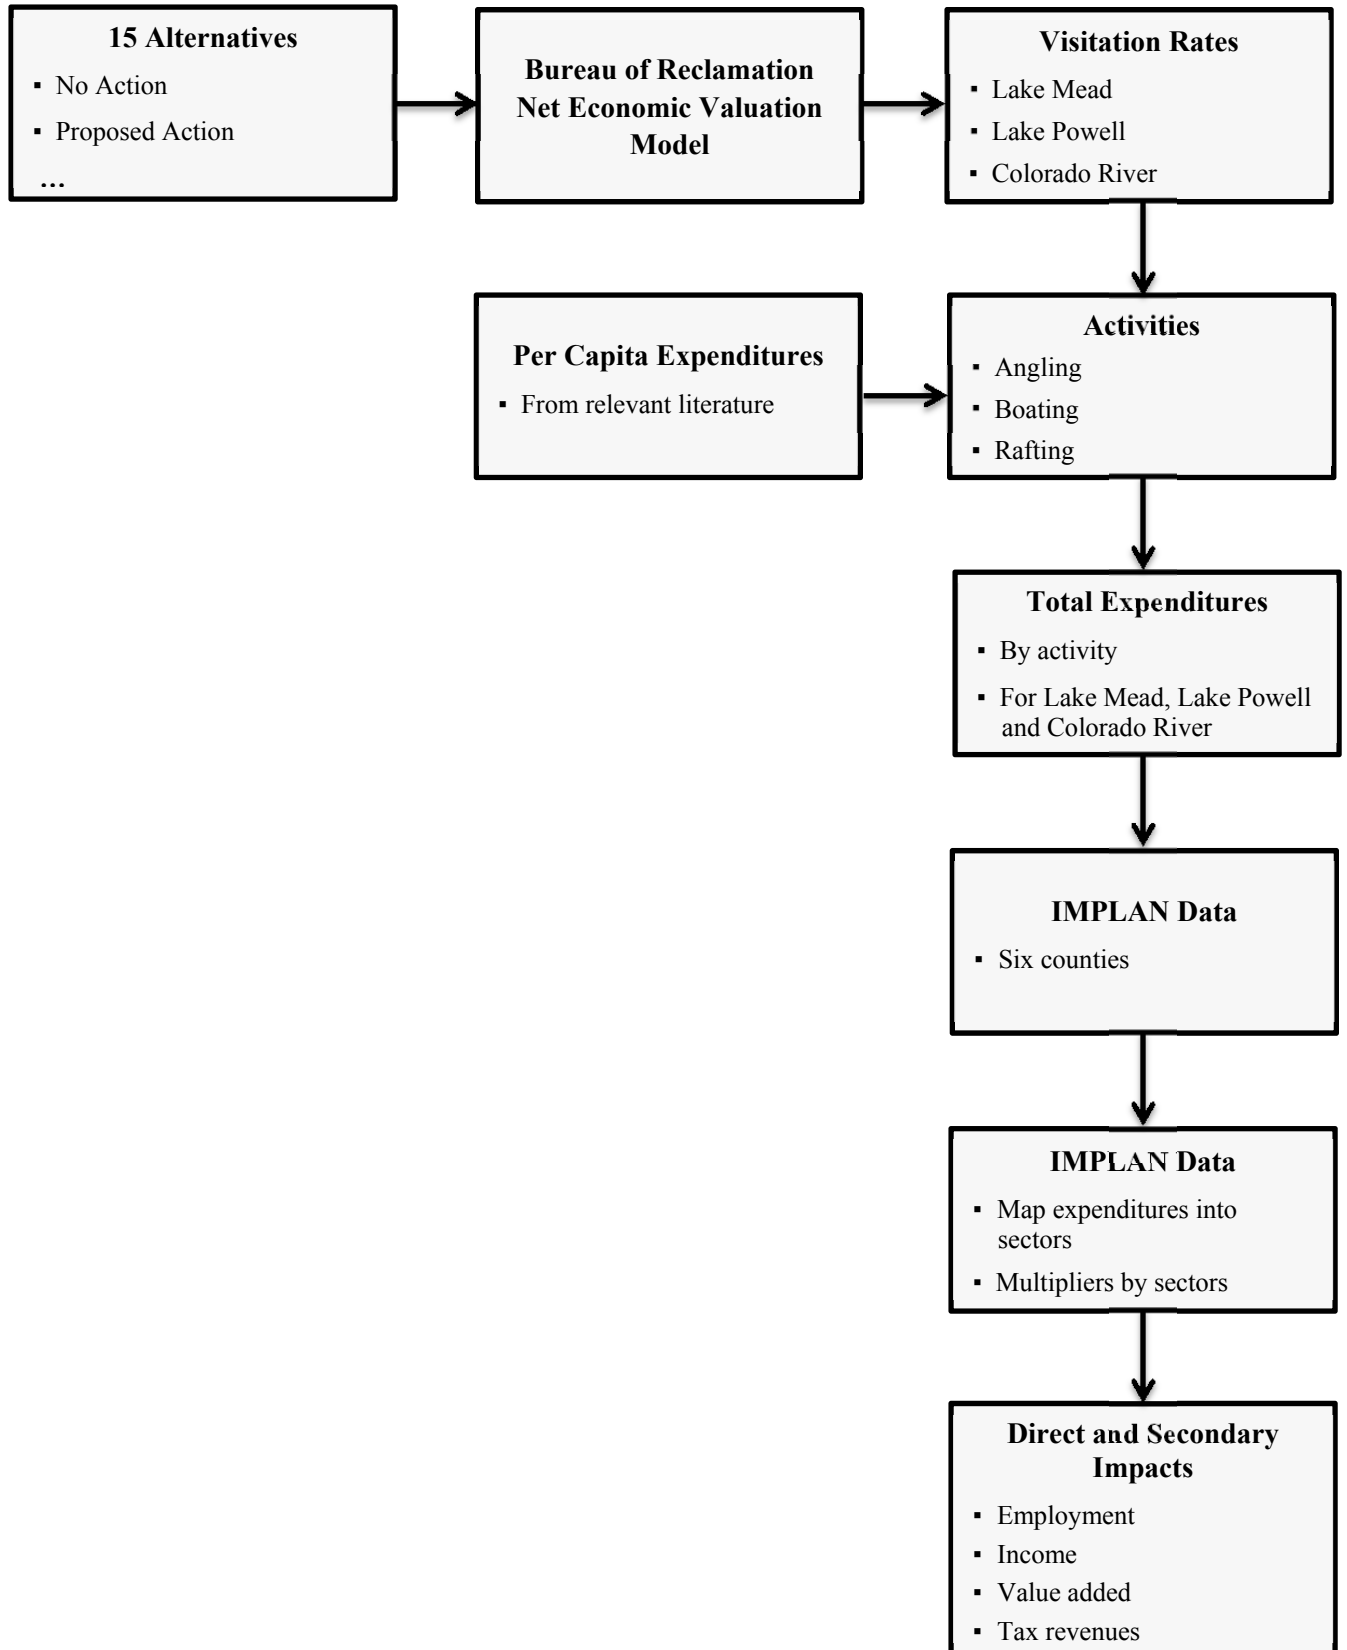 15 Alternatives
▪ No Action
▪ Proposed Action
...
Bureau of Reclamation
Net Economic Valuation
Model
Visitation Rates
▪ Lake Mead
▪ Lake Powell
▪ Colorado River
Per Capita Expenditures
▪ From relevant literature
Activities
▪ Angling
▪ Boating
▪ Rafting
Total Expenditures
▪ By activity
▪ For Lake Mead, Lake Powell
and Colorado River
IMPLAN Data
▪ Six counties
IMPLAN Data
▪ Map expenditures into
sectors
▪ Multipliers by sectors
Direct and Secondary
Impacts
▪ Employment
▪ Income
▪ Value added
▪ Tax revenues